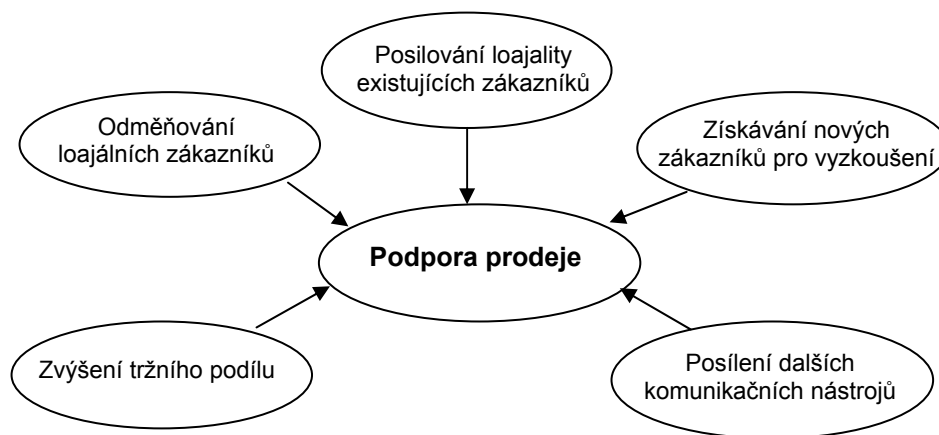 Posilování loajality
existujících zákazníků
Odměňování
loajálních zákazníků
Získávání nových
zákazníků pro vyzkoušení
Podpora prodeje
Zvýšení tržního podílu
Posílení dalších
komunikačních nástrojů